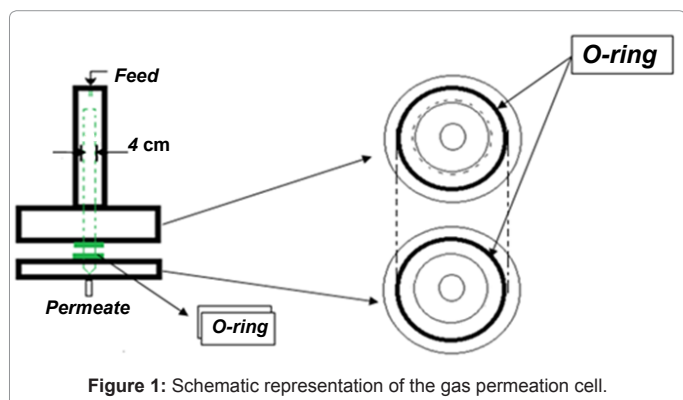 Feed
O-ring
4 cm
Permeate
O-ring
Figure 1: Schematic representation of the gas permeation cell.